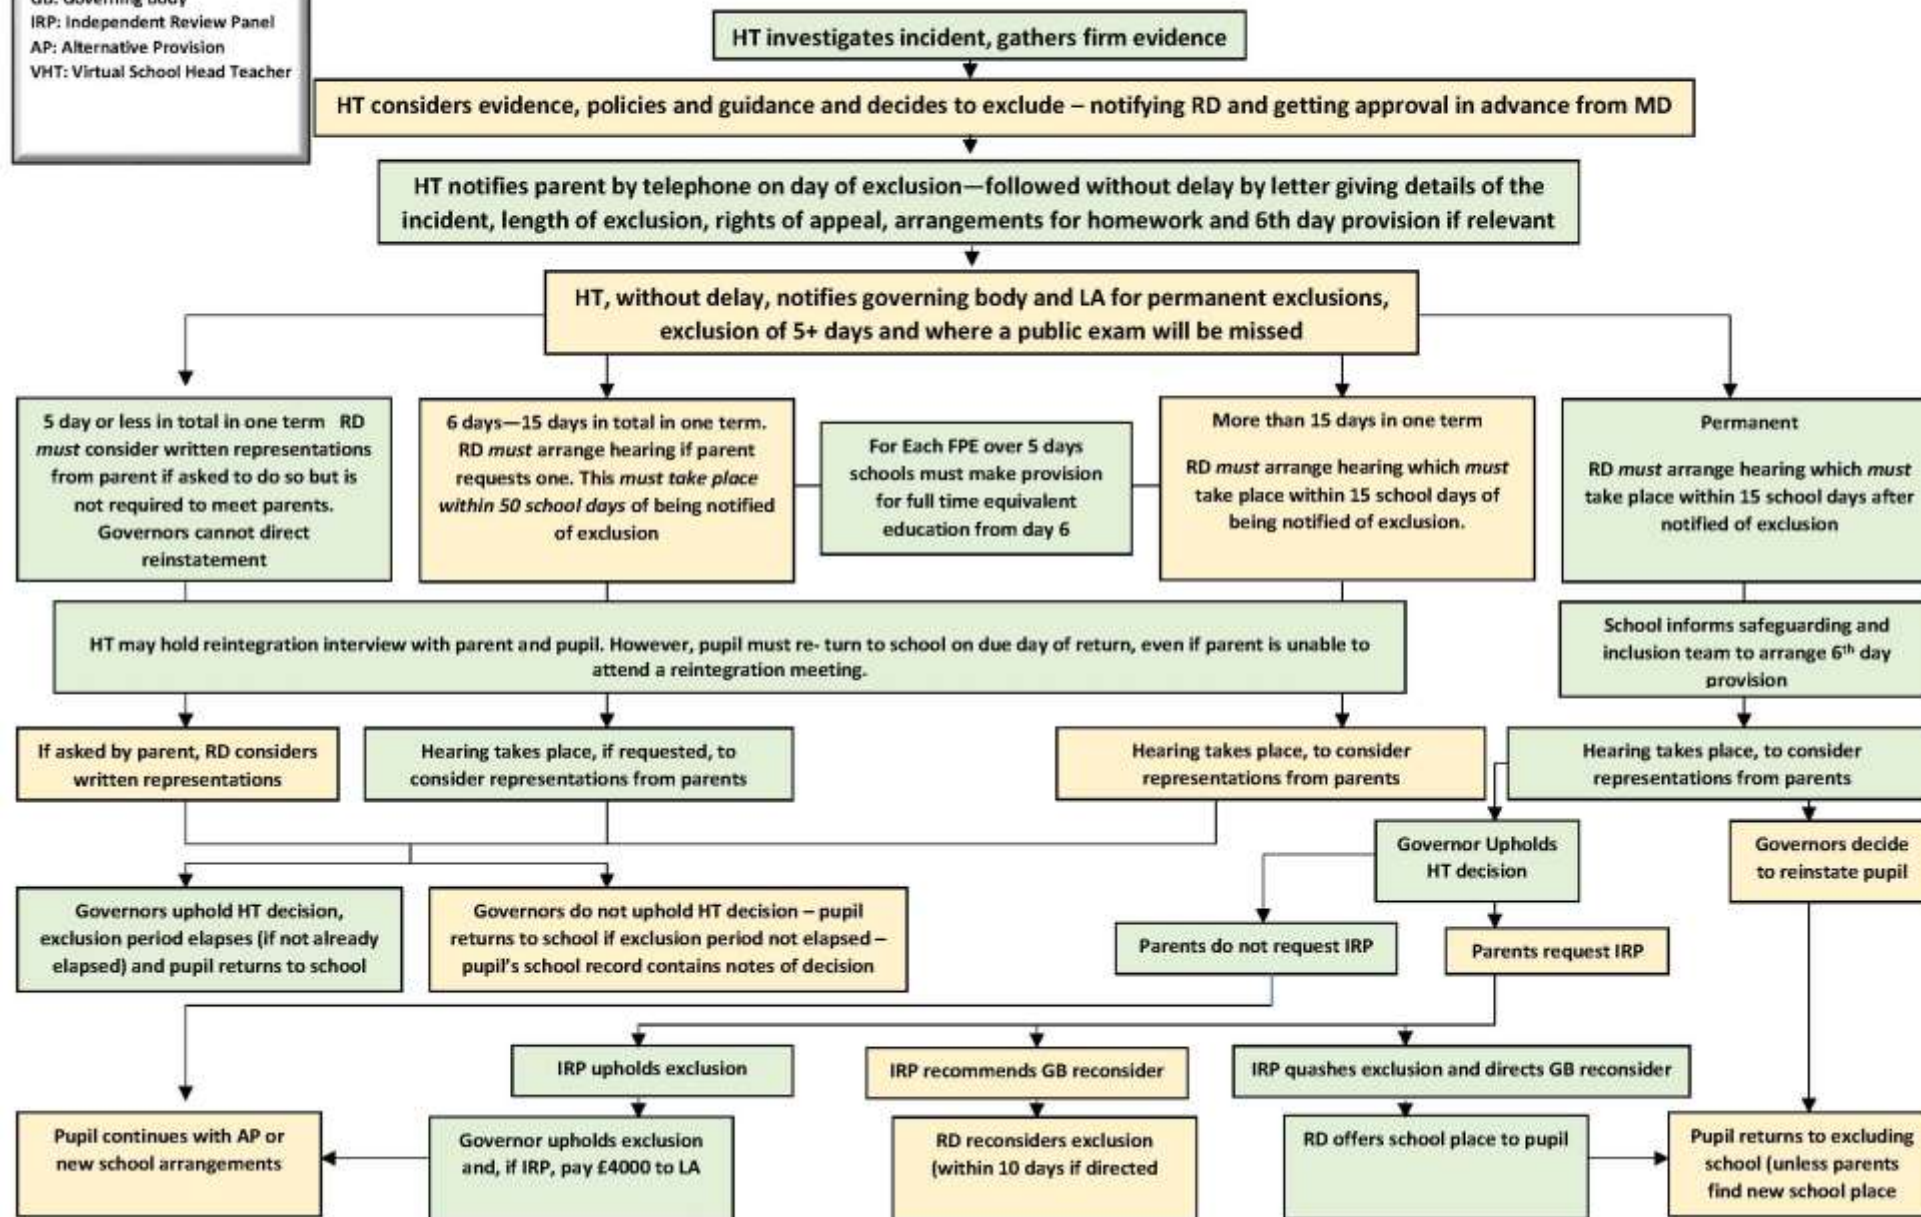 GB: Governing Body
IRP: Independent Review Panel
AP: Alternative Provision
VHT: Virtual School Head Teacher
HT investigates incident, gathers firm evidence
HT considers evidence, policies and guidance and decides to exclude – notifying RD and getting approval in advance from MD
HT notifies parent by telephone on day of exclusion—followed without delay by letter giving details of the
incident, length of exclusion, rights of appeal, arrangements for homework and 6th day provision if relevant
HT, without delay, notifies governing body and LA for permanent exclusions,
exclusion of 5+ days and where a public exam will be missed
5 day or less in total in one term RD
must consider written representations
from parent if asked to do so but is
not required to meet parents.
Governors cannot direct
reinstatement
6 days—15 days in total in one term.
RD must arrange hearing if parent
requests one. This must take place
within 50 school days of being notified
of exclusion
For Each FPE over 5 days
schools must make provision
for full time equivalent
education from day 6
More than 15 days in one term
RD must arrange hearing which must
take place within 15 school days of
being notified of exclusion.
Permanent
RD must arrange hearing which must
take place within 15 school days after
notified of exclusion
HT may hold reintegration interview with parent and pupil. However, pupil must re- turn to school on due day of return, even if parent is unable to
attend a reintegration meeting.
School informs safeguarding and
inclusion team to arrange 6th day
provision
If asked by parent, RD considers
written representations
Hearing takes place, if requested, to
consider representations from parents
Hearing takes place, to consider
representations from parents
Hearing takes place, to consider
representations from parents
Governor Upholds
HT decision
Governors decide
to reinstate pupil
Governors uphold HT decision,
exclusion period elapses (if not already
elapsed) and pupil returns to school
Governors do not uphold HT decision – pupil
returns to school if exclusion period not elapsed –
pupil's school record contains notes of decision
Parents do not request IRP
Parents request IRP
IRP upholds exclusion
IRP recommends GB reconsider
IRP quashes exclusion and directs GB reconsider
Pupil continues with AP or
new school arrangements
Governor upholds exclusion
and, if IRP, pay £4000 to LA
RD reconsiders exclusion
(within 10 days if directed
RD offers school place to pupil
Pupil returns to excluding
school (unless parents
find new school place